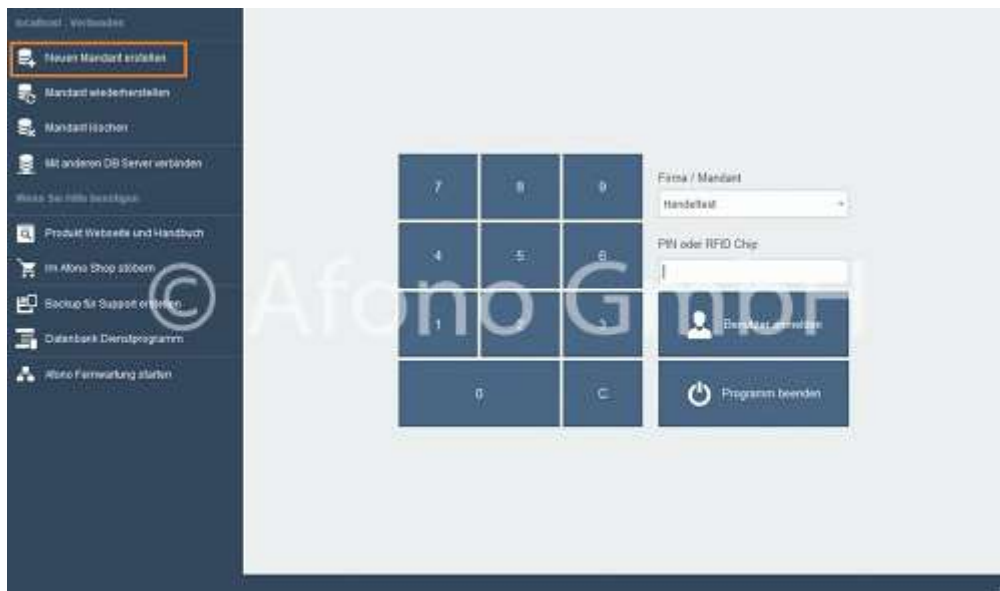 localhost : Verbunden
Neuen Mandant erstellen
Mandant wiederherstellen
Mandant löschen
Mit anderen DB Server verbinden
Wenn Sie Hilfe benötigen
Produkt Webseite und Handbuch
Im Afono Shop stöbern
Backup für Support erstellen
Datenbank Dienstprogramm
Afono Fernwartung starten
7 8 9
4 5 6
1 2 3
0 C
Firma / Mandant
Handeltest
PIN oder RFID Chip
Benutzer anmelden
Programm beenden
© Afono GmbH